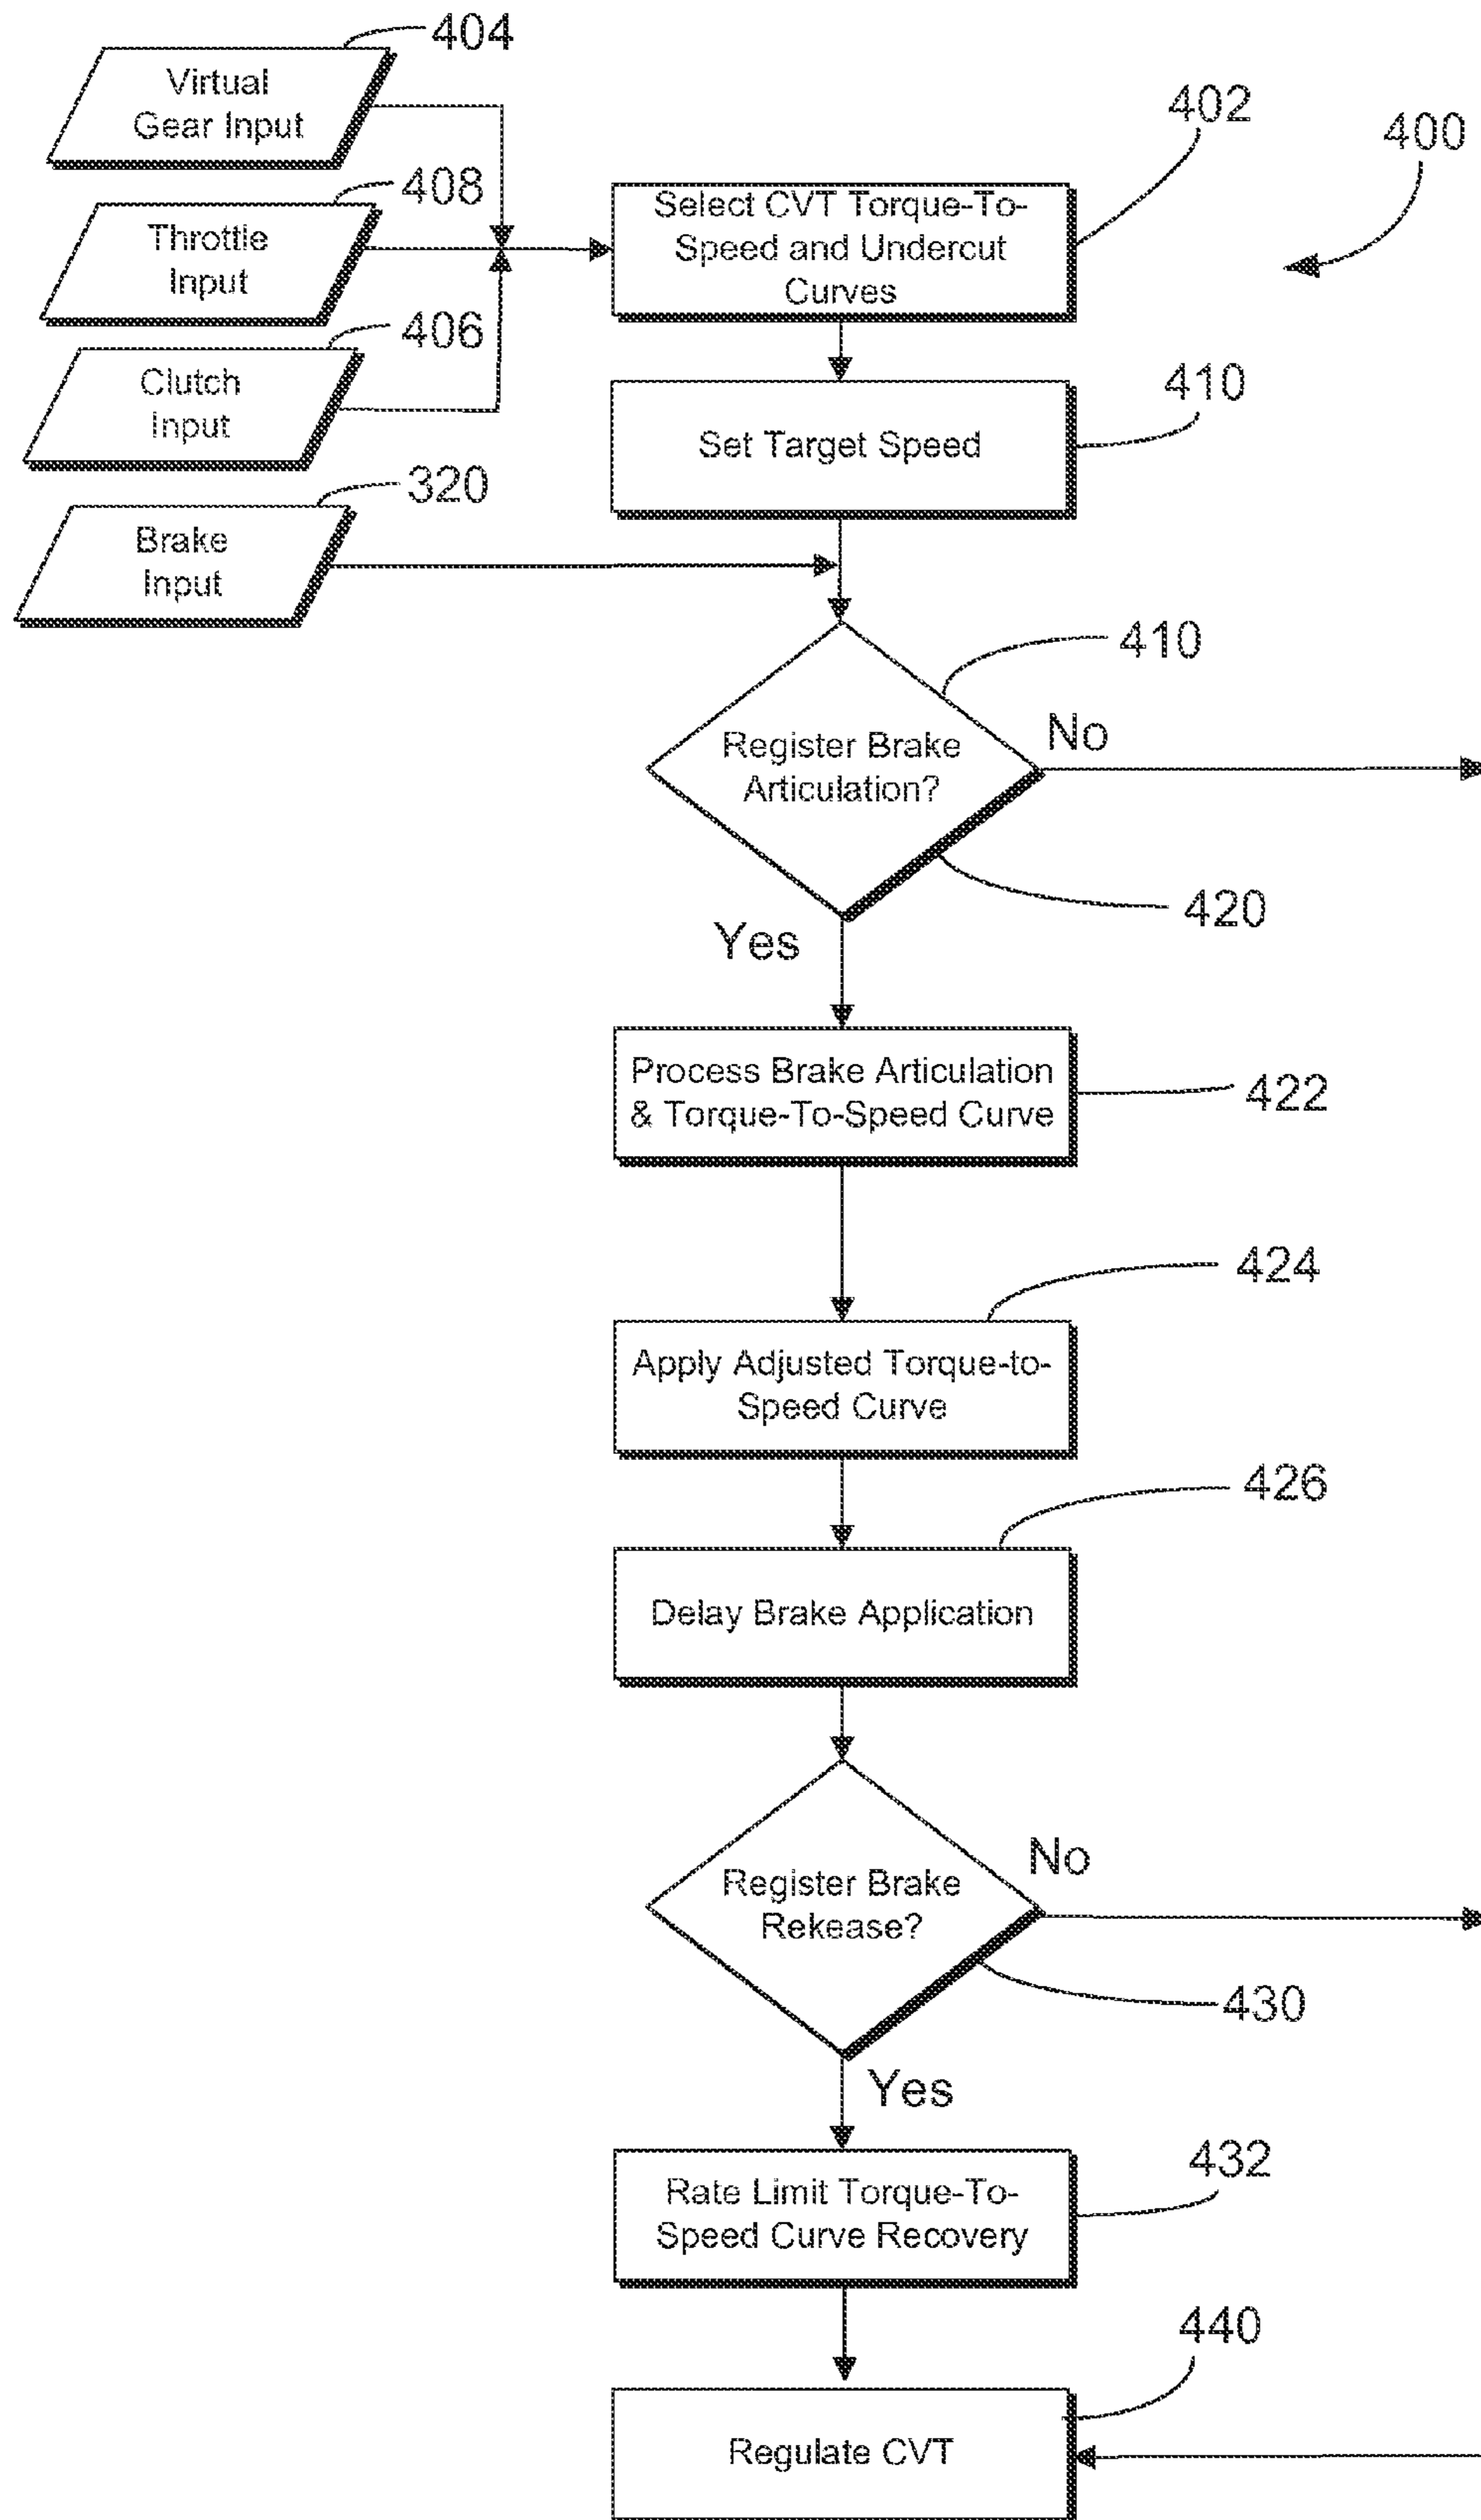 404
Virtual
Gear Input
402
400
408
Throttle
Input
Select CVT Torque-To-
Speed and Undercut
Curves
406
Clutch
Input
410
Set Target Speed
320
Brake
Input
410
Register Brake
Articulation?
No
420
Yes
Process Brake Articulation
& Torque-To-Speed Curve
422
424
Apply Adjusted Torque-to-
Speed Curve
426
Delay Brake Application
Register Brake
Rekease?
No
430
Yes
432
Rate Limit Torque-To-
Speed Curve Recovery
440
Regulate CVT